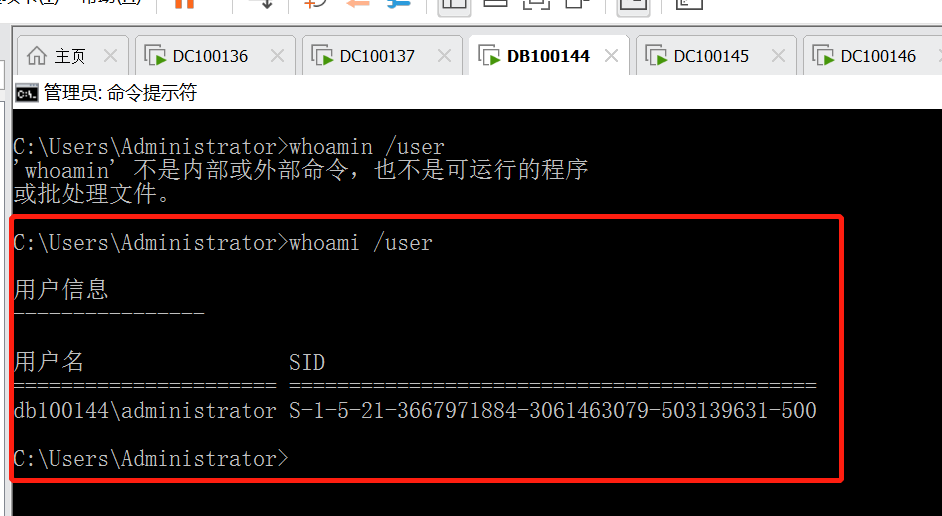 主页
DC100136
DC100137
DB100144
DC100145
DC100146
管理员: 命令提示符
C:\Users\Administrator>whoamin /user
'whoamin' 不是内部或外部命令，也不是可运行的程序
或批处理文件。
C:\Users\Administrator>whoami /user
用户信息
----------------
用户名 SID
====================== ============================================
db100144\administrator S-1-5-21-3667971884-3061463079-503139631-500
C:\Users\Administrator>